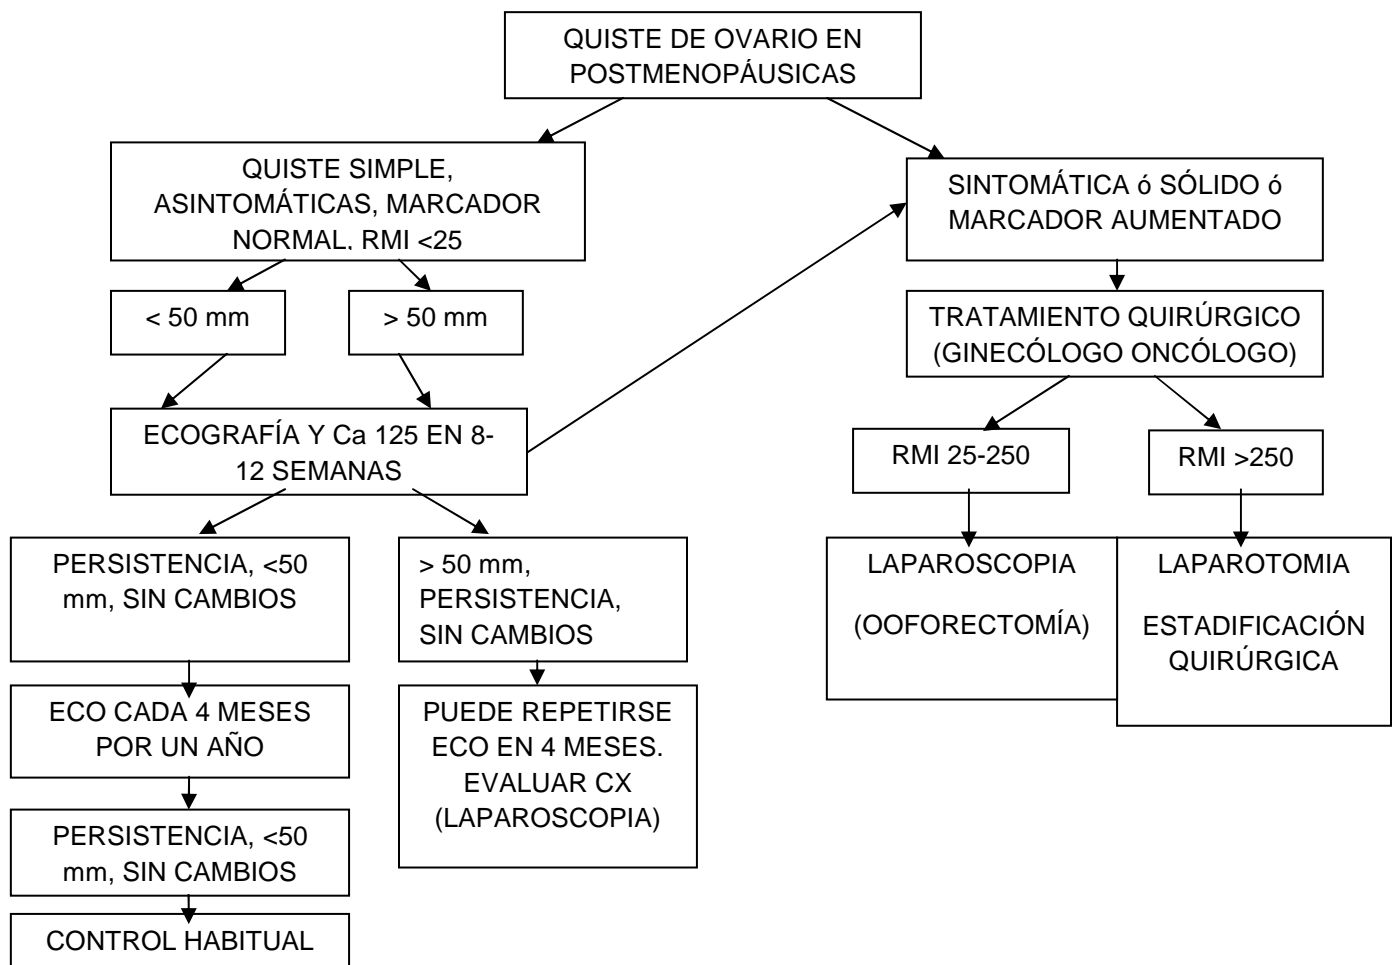 QUISTE DE OVARIO EN
POSTMENOPÁUSICAS
QUISTE SIMPLE,
ASINTOMÁTICAS, MARCADOR
NORMAL, RMI <25
SINTOMÁTICA ó SÓLIDO ó
MARCADOR AUMENTADO
< 50 mm
> 50 mm
TRATAMIENTO QUIRÚRGICO
(GINECÓLOGO ONCÓLOGO)
ECOGRAFÍA Y Ca 125 EN 8-
12 SEMANAS
RMI 25-250
RMI >250
PERSISTENCIA, <50
mm, SIN CAMBIOS
> 50 mm,
PERSISTENCIA,
SIN CAMBIOS
LAPAROSCOPIA
(OOFORECTOMÍA)
LAPAROTOMIA
ESTADIFICACIÓN
QUIRÚRGICA
ECO CADA 4 MESES
POR UN AÑO
PUEDE REPETIRSE
ECO EN 4 MESES.
EVALUAR CX
(LAPAROSCOPIA)
PERSISTENCIA, <50
mm, SIN CAMBIOS
CONTROL HABITUAL